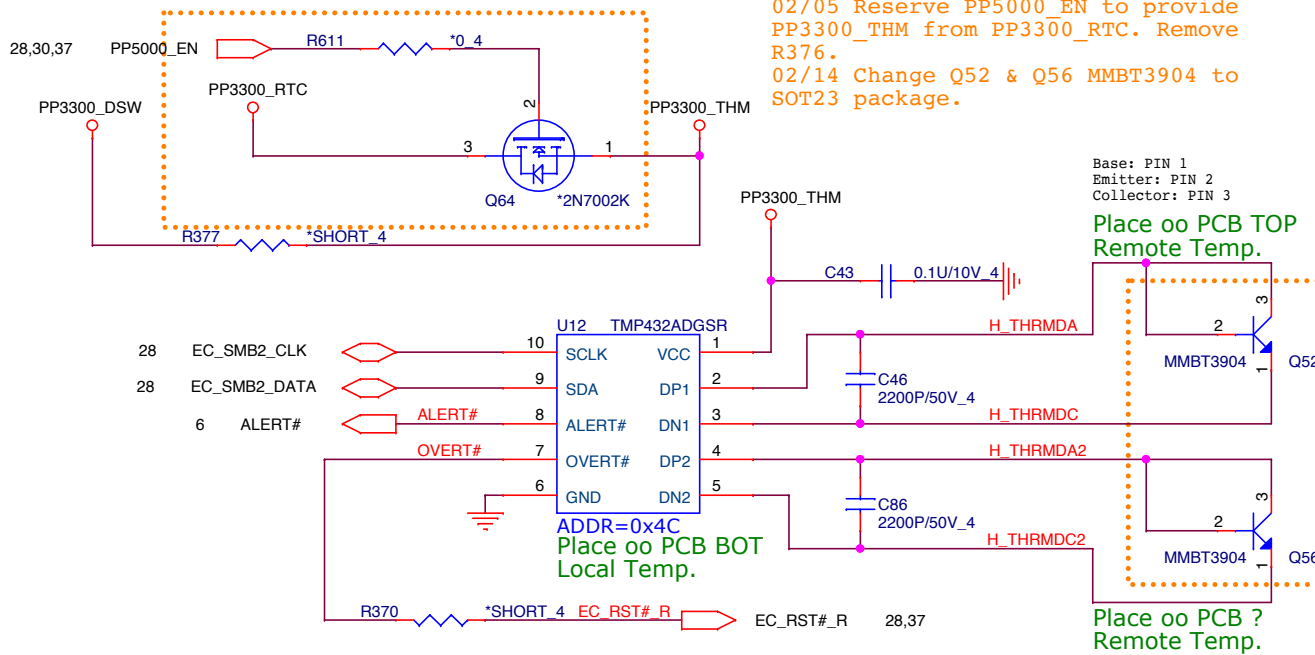 02/05 Reserve PP5000_EN to provide
PP3300_THM from PP3300_RTC. Remove
R376.
02/14 Change Q52 & Q56 MMBT3904 to
SOT23 package.
28,30,37 PP5000_EN R611 *0_4
PP3300_RTC
PP3300_DSW PP3300_THM
2
3 1
Q64 *2N7002K
R377 *SHORT_4
Base: PIN 1
Emitter: PIN 2
Collector: PIN 3
Place oo PCB TOP
Remote Temp.
PP3300_THM
C43 0.1U/10V_4
U12 TMP432ADGSR
H_THRMDA
28 EC_SMB2_CLK 10 SCLK VCC 1
28 EC_SMB2_DATA 9 SDA DP1 2
6 ALERT# ALERT# 8 ALERT# DN1 3
OVERT# 7 OVERT# DP2 4
6 GND DN2 5
C46
2200P/50V_4
H_THRMDC
3
2
MMBT3904 Q52
1
H_THRMDA2
C86
2200P/50V_4
H_THRMDC2
3
2
MMBT3904 Q56
1
ADDR=0x4C
Place oo PCB BOT
Local Temp.
R370 *SHORT_4 EC_RST#_R EC_RST#_R 28,37
Place oo PCB ?
Remote Temp.